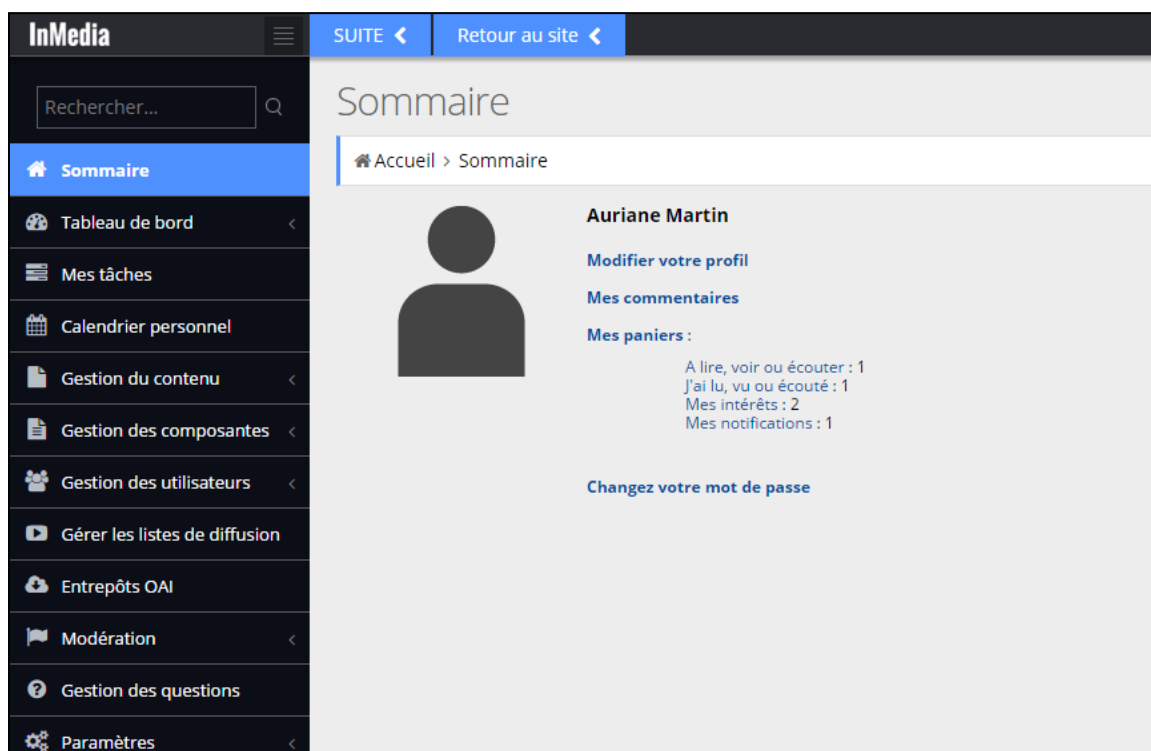 InMedia
SUITE
Retour au site
Rechercher...
Sommaire
Tableau de bord
Mes tâches
Calendrier personnel
Gestion du contenu
Gestion des composantes
Gestion des utilisateurs
Gérer les listes de diffusion
Entrepôts OAI
Modération
Gestion des questions
Paramètres
Sommaire
Accueil > Sommaire
Auriane Martin
Modifier votre profil
Mes commentaires
Mes paniers :
A lire, voir ou écouter : 1
J'ai lu, vu ou écouté : 1
Mes intérêts : 2
Mes notifications : 1
Changez votre mot de passe